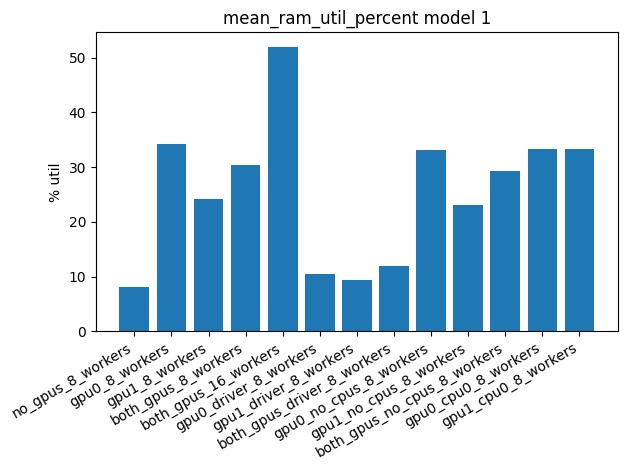 mean_ram_util_percent model 1
% util
50
40
30
20
10
0
no_gpus_8_workers
gpu0_8_workers
gpu1_8_workers
both_gpus_8_workers
both_gpus_16_workers
gpu0_driver_8_workers
gpu1_driver_8_workers
both_gpus_driver_8_workers
gpu0_no_cpus_8_workers
gpu1_no_cpus_8_workers
both_gpus_no_cpus_8_workers
gpu0_cpu0_8_workers
gpu1_cpu0_8_workers